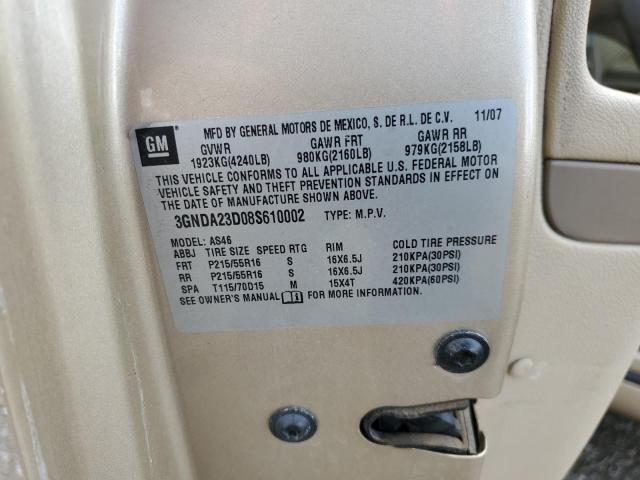 GM
MFD BY GENERAL MOTORS DE MEXICO, S. DE R.L. DE C.V. 11/07
GVWR GAWR FRT GAWR RR
1923KG(4240LB) 980KG(2160LB) 979KG(2158LB)
THIS VEHICLE CONFORMS TO ALL APPLICABLE U.S. FEDERAL MOTOR
VEHICLE SAFETY AND THEFT PREVENTION STANDARDS IN EFFECT ON
THE DATE OF MANUFACTURE SHOWN ABOVE.
3GNDA23D08S610002 TYPE: M.P.V.
MODEL: AS46
ABBJ TIRE SIZE SPEED RTG RIM COLD TIRE PRESSURE
FRT P215/55R16 S 16X6.5J 210KPA(30PSI)
RR P215/55R16 S 16X6.5J 210KPA(30PSI)
SPA T115/70D15 M 15X4T 420KPA(60PSI)
SEE OWNER'S MANUAL FOR MORE INFORMATION.